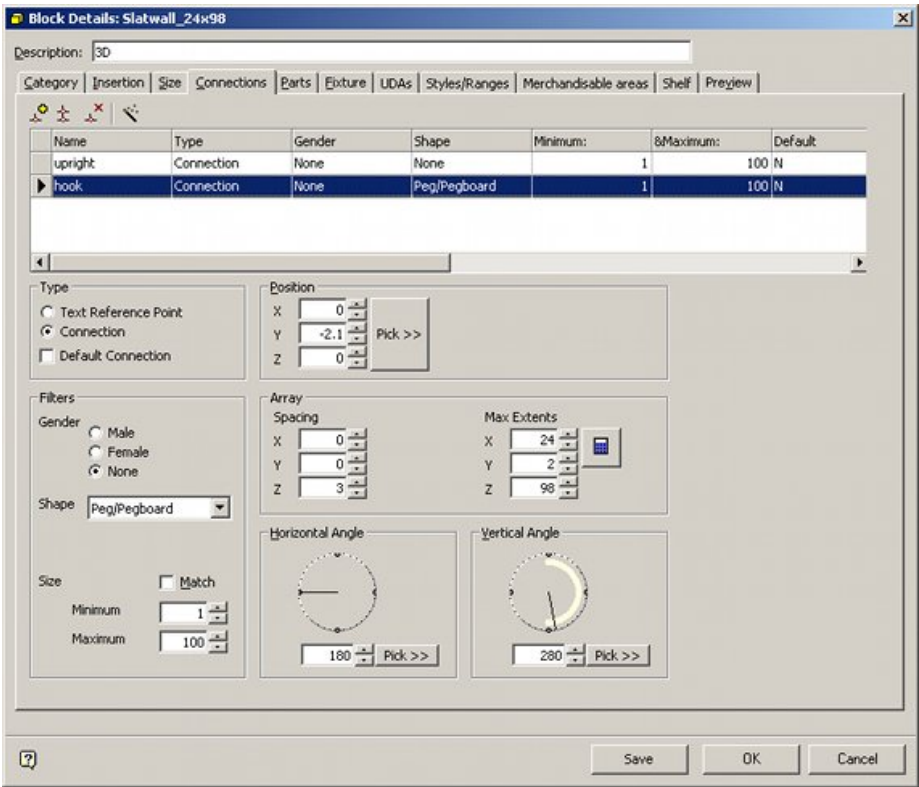 Block Details: Slatwall_24x98
Description: 3D
Category Insertion Size Connections Parts Fixture UDAs Styles/Ranges Merchandisable areas Shelf Preview
Name Type Gender Shape Minimum: &Maximum: Default
upright Connection None None 1 100 N
hook Connection None Peg/Pegboard 1 100 N
Type
Text Reference Point
Connection
Default Connection
Position
X 0
Y -2.1 Pick >>
Z 0
Filters
Gender
Male
Female
None
Shape Peg/Pegboard
Size Match
Minimum 1
Maximum 100
Array
Spacing Max Extents
X 0 X 24
Y 0 Y 2
Z 3 Z 98
Horizontal Angle
180 Pick >>
Vertical Angle
280 Pick >>
Save OK Cancel